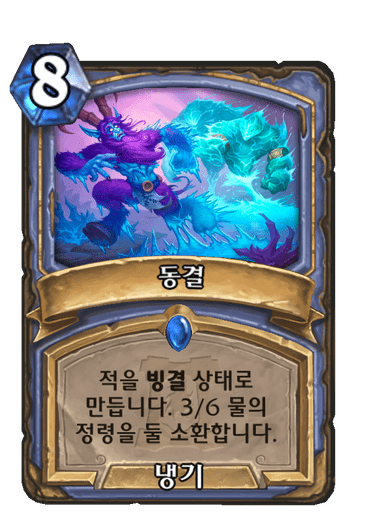 8
동결
적을 빙결 상태로
만듭니다. 3/6 물의
정령을 둘 소환합니다.
냉기